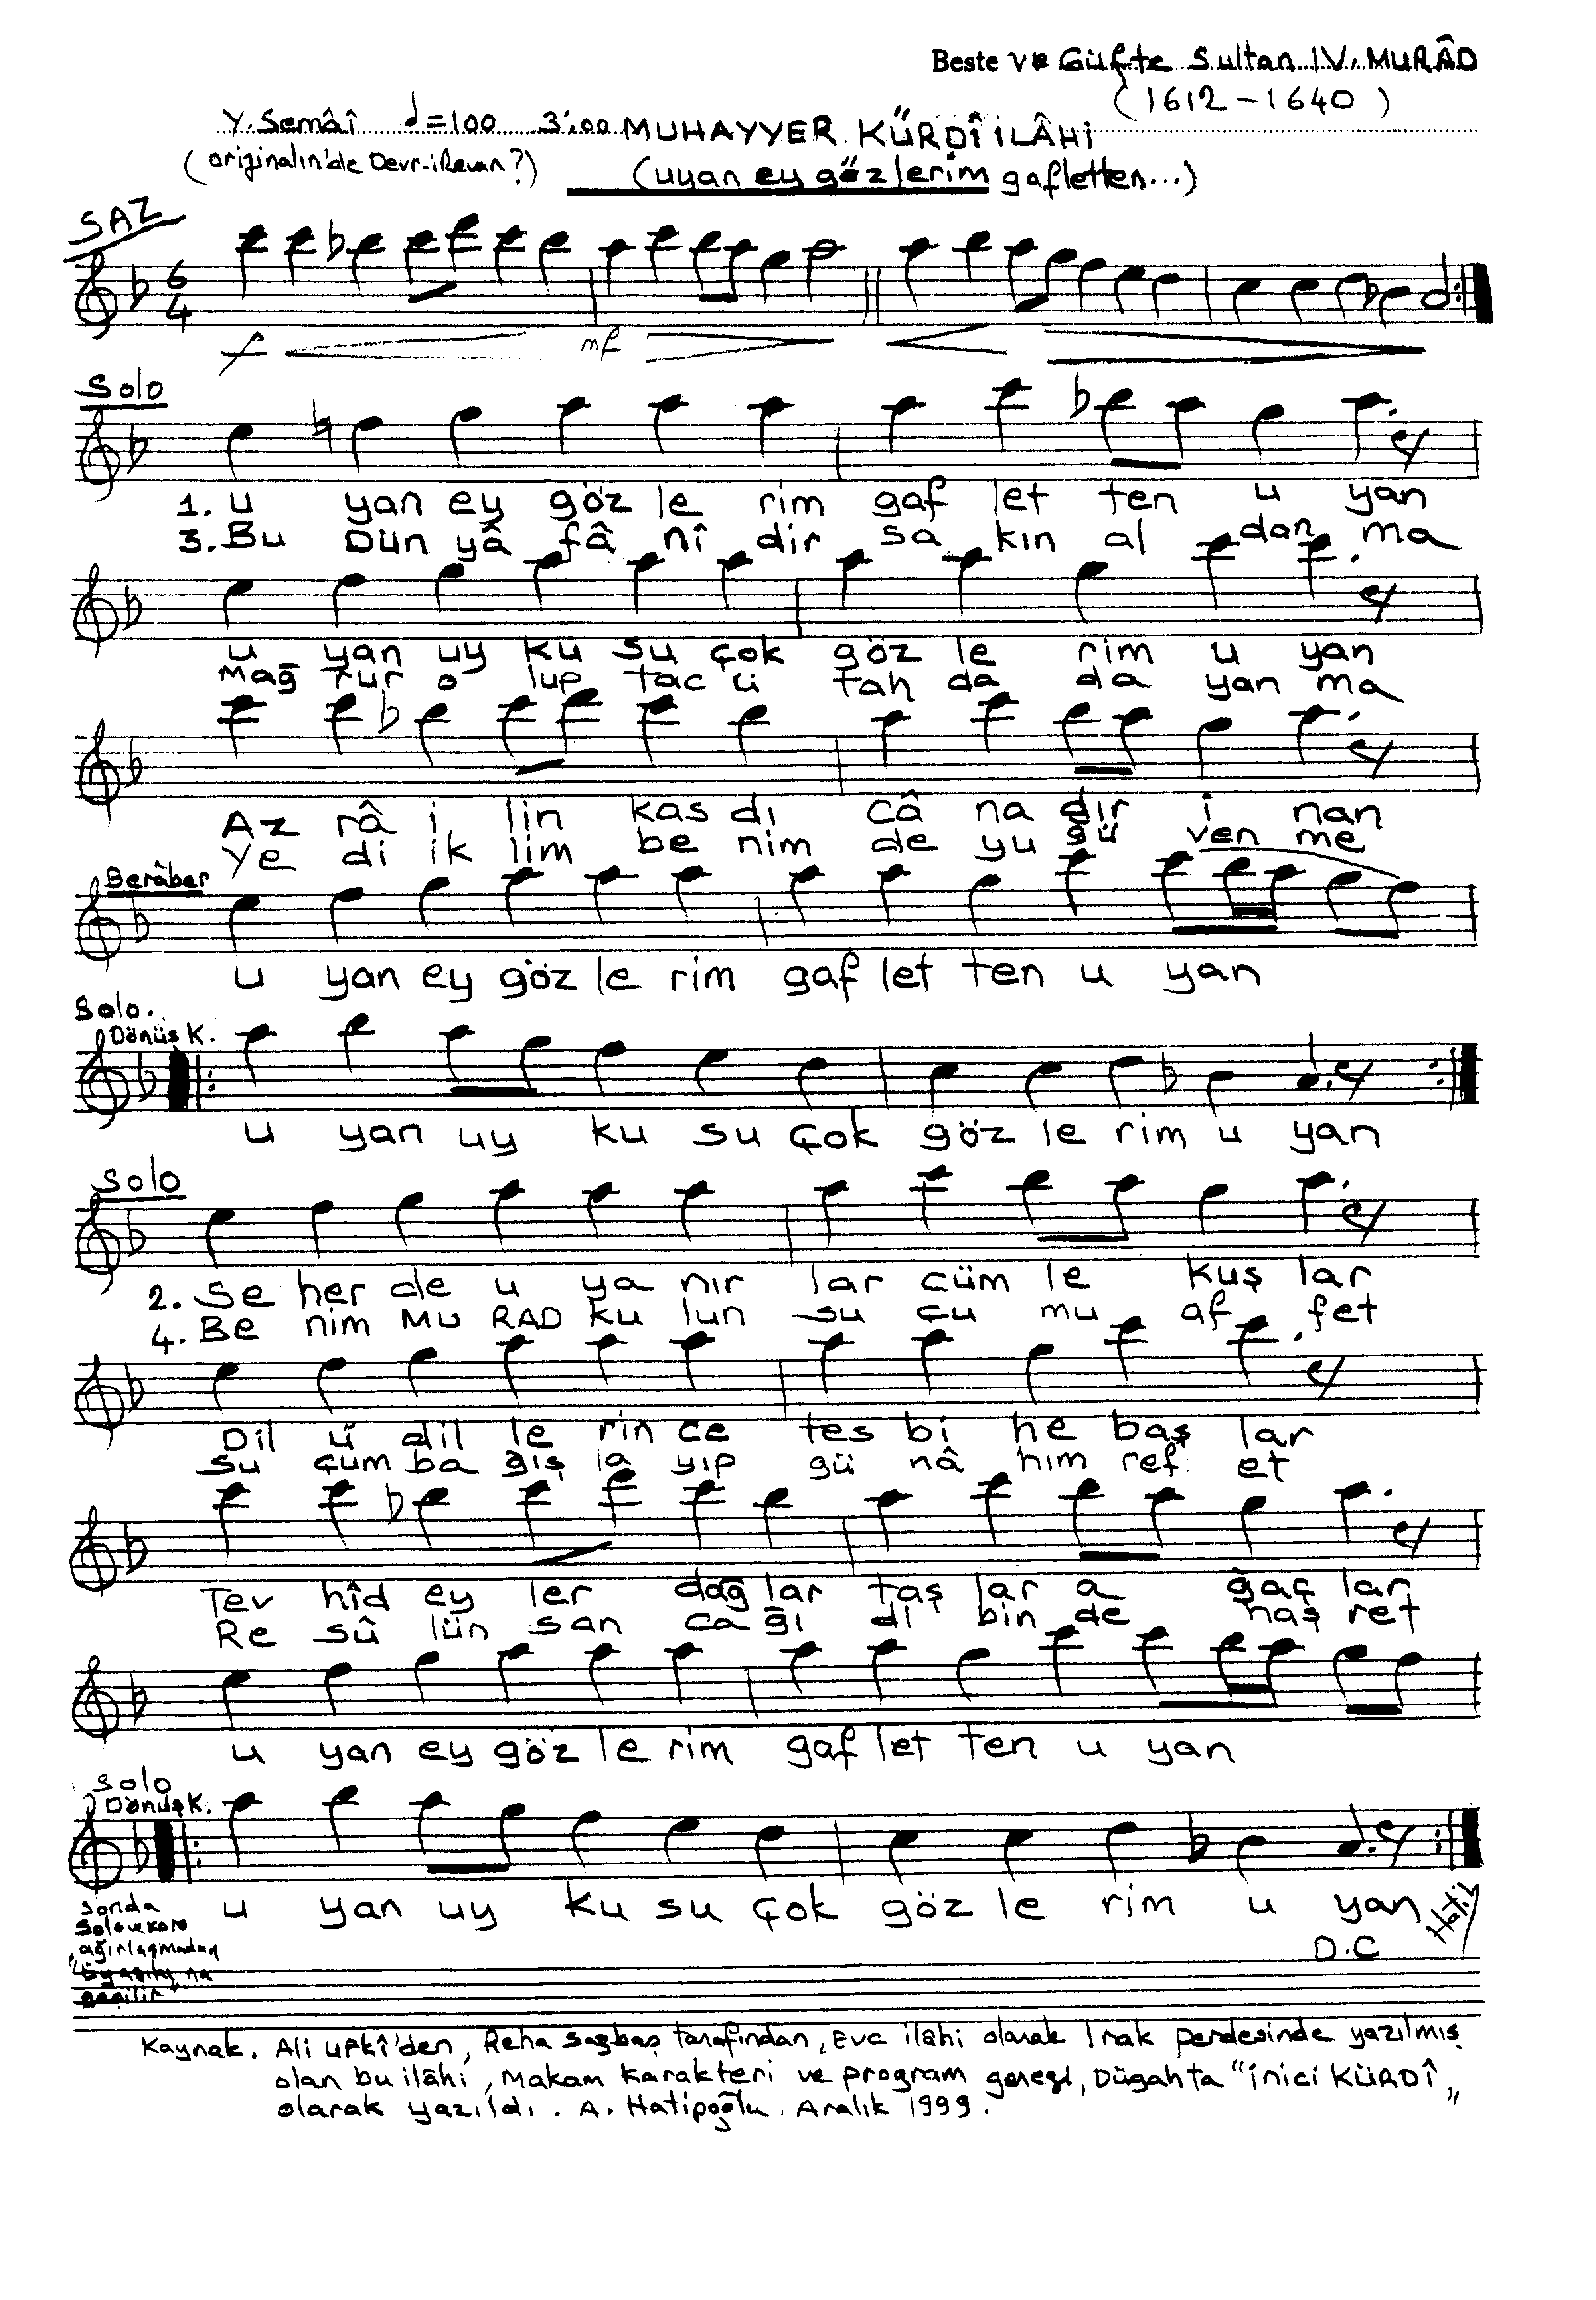 Beste ve Güfte Sultan IV. MURÂD
(1612-1640)
Y. Semâî ♩=100 3':00 MUHAYYER KÜRDÎ İLÂHİ
(Orizinalın'de Devr-i Revan?) (uyan ey gözlerim gafletten...)
SAZ
6/4
f mf
Solo
1. u yan ey göz le rim gaf let ten u yan
3. Bu Dün yâ fâ nî dir sa kın al dan ma
u yan uy ku su çok göz le rim u yan
Mağ rur o lup tac ü tah da da yan ma
Az râ i lin kas dı câ na dır i nan
Ye di ik lim be nim de yu gü ven me
Berâber
u yan ey göz le rim gaf let ten u yan
Solo.
Dönüş K.
u yan uy ku su çok göz le rim u yan
Solo
2. Se her de u ya nır lar cüm le kuş lar
4. Be nim MU RAD ku lun su çu mu af fet
Dil ü dil le rin ce tes bi he baş lar
su çum ba ğış la yıp gü nâ hım ref et
Tev hîd ey ler dağ lar taş lar a ğaç lar
Re sû lün san ca ğı di bin de haş ret
u yan ey göz le rim gaf let ten u yan
Solo
Dönüş K.
u yan uy ku su çok göz le rim u yan
Hatip
D.C
Sonda
Solo ve koro
ağırlaşmadan
geçilir
Kaynak. Ali Ufkî'den, Reha Sağbaş tarafından, Evc ilâhi olarak Irak perdesinde yazılmış
olan bu ilâhi, Makam Karakteri ve program gereği, Dügahta "inici KÜRDÎ"
olarak yazıldı. A. Hatipoğlu. Aralık 1999.